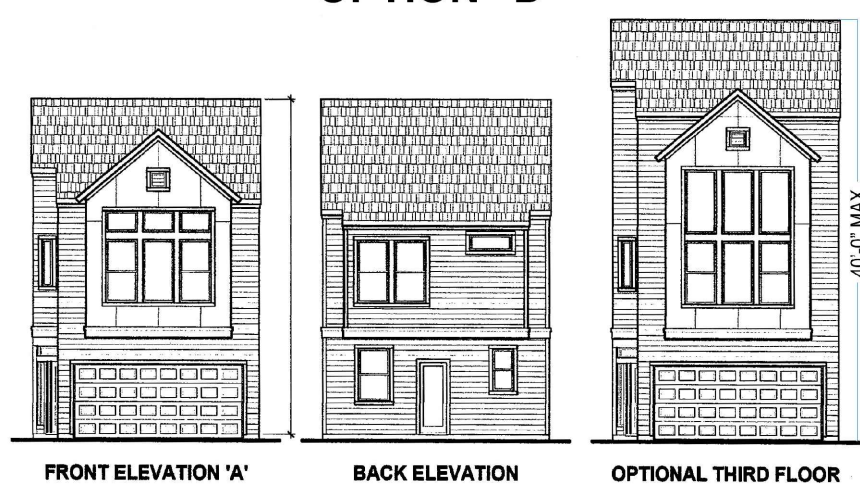 FRONT ELEVATION 'A'
BACK ELEVATION
OPTIONAL THIRD FLOOR
40'-0" MAX